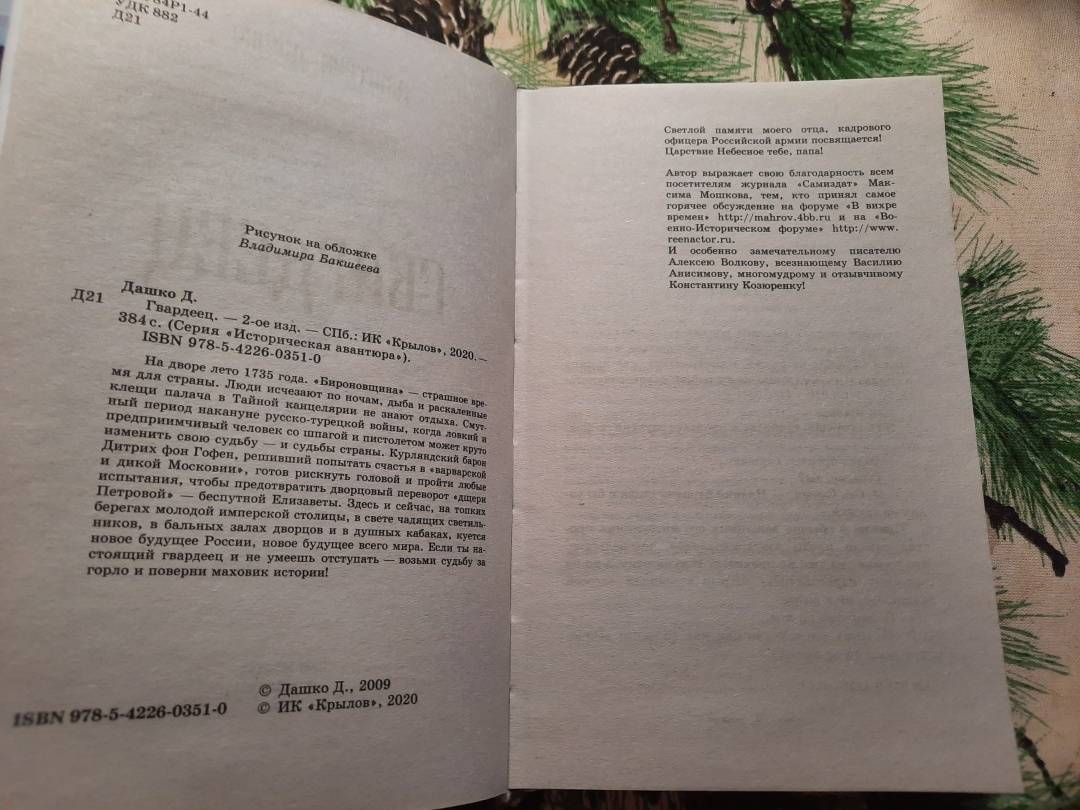 84Р1-44
УДК 882
Д21
Рисунок на обложке
Владимира Бакшеева
Дашко Д.
Д21
Гвардеец. — 2-ое изд. — СПб.: ИК «Крылов», 2020. —
384 с. (Серия «Историческая авантюра»).
ISBN 978-5-4226-0351-0
На дворе лето 1735 года. «Бироновщина» — страшное вре-
мя для страны. Люди исчезают по ночам, дыба и раскаленные
клещи палача в Тайной канцелярии не знают отдыха. Смут-
ный период накануне русско-турецкой войны, когда ловкий и
предприимчивый человек со шпагой и пистолетом может круто
изменить свою судьбу — и судьбы страны. Курляндский барон
Дитрих фон Гофен, решивший попытать счастья в «варварской
и дикой Московии», готов рискнуть головой и пройти любые
испытания, чтобы предотвратить дворцовый переворот «дщери
Петровой» — беспутной Елизаветы. Здесь и сейчас, на топких
берегах молодой имперской столицы, в свете чадящих светиль-
ников, в бальных залах дворцов и в душных кабаках, куется
новое будущее России, новое будущее всего мира. Если ты на-
стоящий гвардеец и не умеешь отступать — возьми судьбу за
горло и поверни маховик истории!
© Дашко Д., 2009
ISBN 978-5-4226-0351-0
© ИК «Крылов», 2020
Светлой памяти моего отца, кадрового
офицера Российской армии посвящается!
Царствие Небесное тебе, папа!
Автор выражает свою благодарность всем
посетителям журнала «Самиздат» Мак-
сима Мошкова, тем, кто принял самое
горячее обсуждение на форуме «В вихре
времен» http://mahrov.4bb.ru и на «Во-
енно-Историческом форуме» http://www.
reenactor.ru.
И особенно замечательному писателю
Алексею Волкову, всезнающему Василию
Анисимову, многомудрому и отзывчивому
Константину Козюренку!